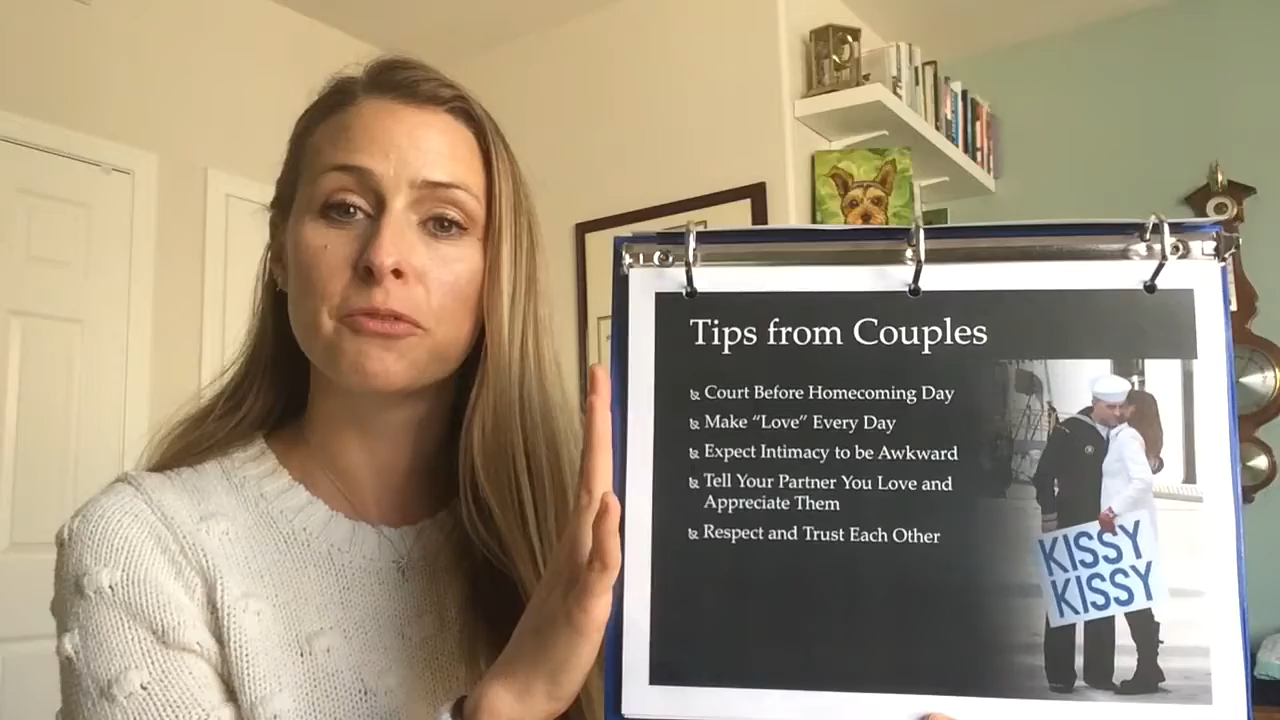 Tips from Couples
Court Before Homecoming Day
Make “Love” Every Day
Expect Intimacy to be Awkward
Tell Your Partner You Love and
Appreciate Them
Respect and Trust Each Other
KISSY
KISSY